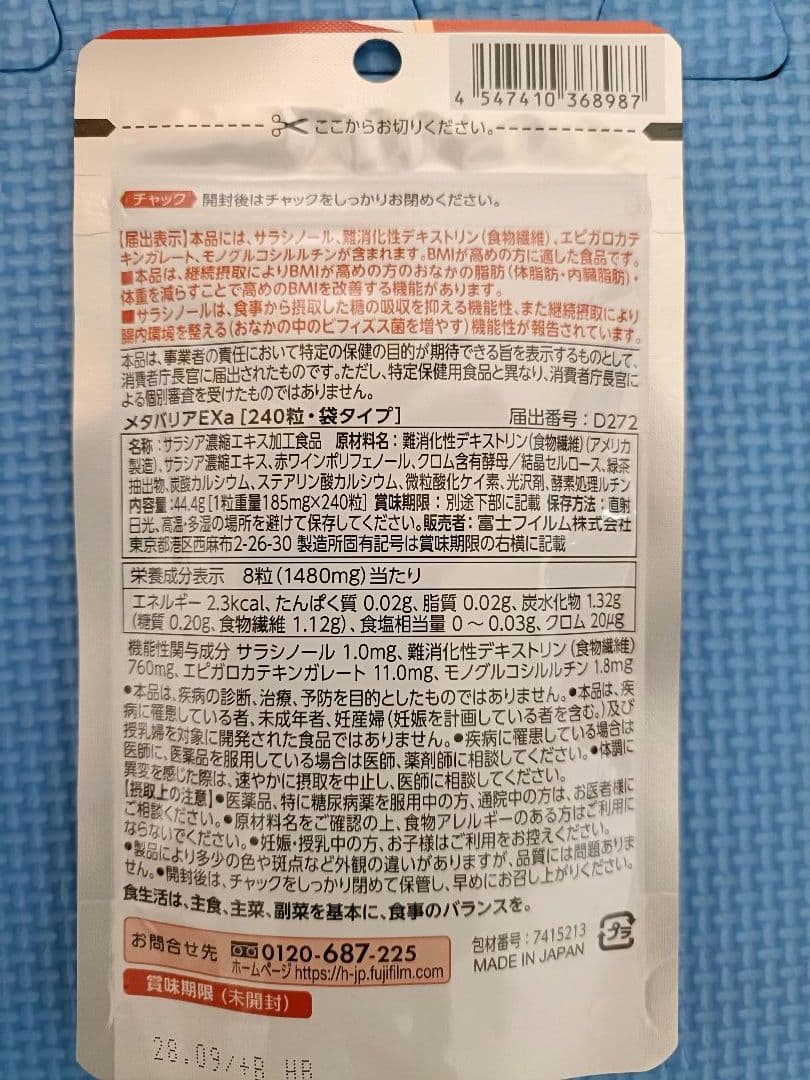 4 547410 368987
ここからお切りください。
チャック 開封後はチャックをしっかりお閉めください。
【届出表示】本品には、サラシノール、難消化性デキストリン(食物繊維)、エピガロカテ
キンガレート、モノグルコシルルチンが含まれます。BMIが高めの方に適した食品です。
■本品は、継続摂取によりBMIが高めの方のおなかの脂肪(体脂肪・内臓脂肪)・
体重を減らすことで高めのBMIを改善する機能があります。
■サラシノールは、食事から摂取した糖の吸収を抑える機能性、また継続摂取により
腸内環境を整える(おなかの中のビフィズス菌を増やす)機能性が報告されています。
本品は、事業者の責任において特定の保健の目的が期待できる旨を表示するものとして、
消費者庁長官に届出されたものです。ただし、特定保健用食品と異なり、消費者庁長官に
よる個別審査を受けたものではありません。
メタバリアEXa [240粒・袋タイプ] 届出番号:D272
名称:サラシア濃縮エキス加工食品 原材料名:難消化性デキストリン(食物繊維)(アメリカ
製造)、サラシア濃縮エキス、赤ワインポリフェノール、クロム含有酵母/結晶セルロース、緑茶
抽出物、炭酸カルシウム、ステアリン酸カルシウム、微粒酸化ケイ素、光沢剤、酵素処理ルチン
内容量:44.4g[1粒重量185mg×240粒] 賞味期限:別途下部に記載 保存方法:直射
日光、高温・多湿の場所を避けて保存してください。販売者:富士フイルム株式会社
東京都港区西麻布2-26-30 製造所固有記号は賞味期限の右横に記載
栄養成分表示 8粒(1480mg)当たり
エネルギー 2.3kcal、たんぱく質 0.02g、脂質 0.02g、炭水化物 1.32g
(糖質 0.20g、食物繊維 1.12g)、食塩相当量 0～0.03g、クロム 20μg
機能性関与成分 サラシノール 1.0mg、難消化性デキストリン(食物繊維)
760mg、エピガロカテキンガレート 11.0mg、モノグルコシルルチン 1.8mg
●本品は、疾病の診断、治療、予防を目的としたものではありません。●本品は、疾
病に罹患している者、未成年者、妊産婦(妊娠を計画している者を含む。)及び
授乳婦を対象に開発された食品ではありません。●疾病に罹患している場合は
医師に、医薬品を服用している場合は医師、薬剤師に相談してください。●体調に
異変を感じた際は、速やかに摂取を中止し、医師に相談してください。
【摂取上の注意】●医薬品、特に糖尿病薬を服用中の方、通院中の方は、お医者様に
ご相談ください。●原材料名をご確認の上、食物アレルギーのある方はご利用に
ならないでください。●妊娠・授乳中の方、お子様はご利用をお控えください。
●製品により多少の色や斑点など外観の違いがありますが、品質には問題ありま
せん。●開封後は、チャックをしっかり閉めて保管し、早めにお召し上がりください。
食生活は、主食、主菜、副菜を基本に、食事のバランスを。
お問合せ先 0120-687-225
ホームページ https://h-jp.fujifilm.com
包材番号:7415213
MADE IN JAPAN
プラ
賞味期限(未開封)
28.09/+B HB